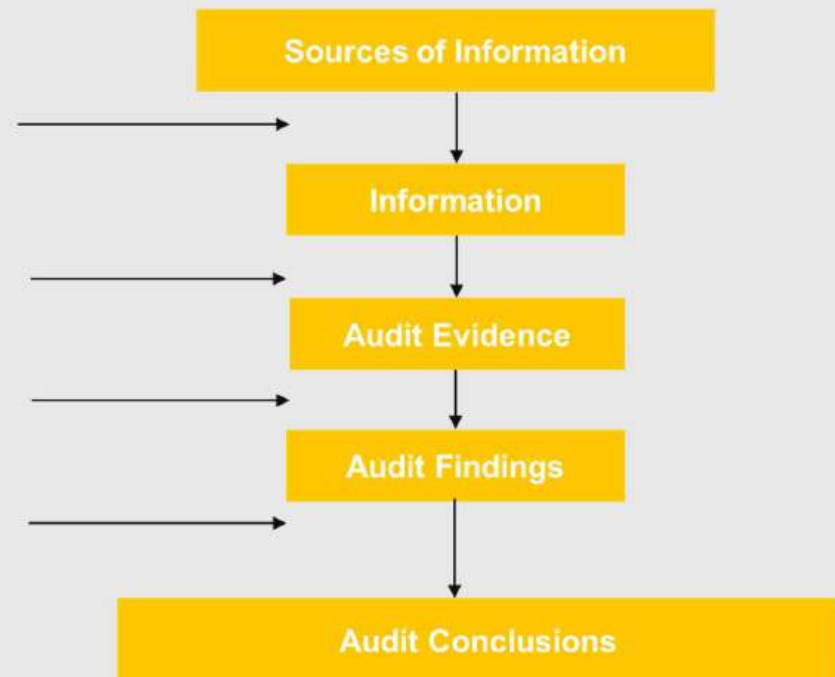 Sources of Information
Information
Audit Evidence
Audit Findings
Audit Conclusions